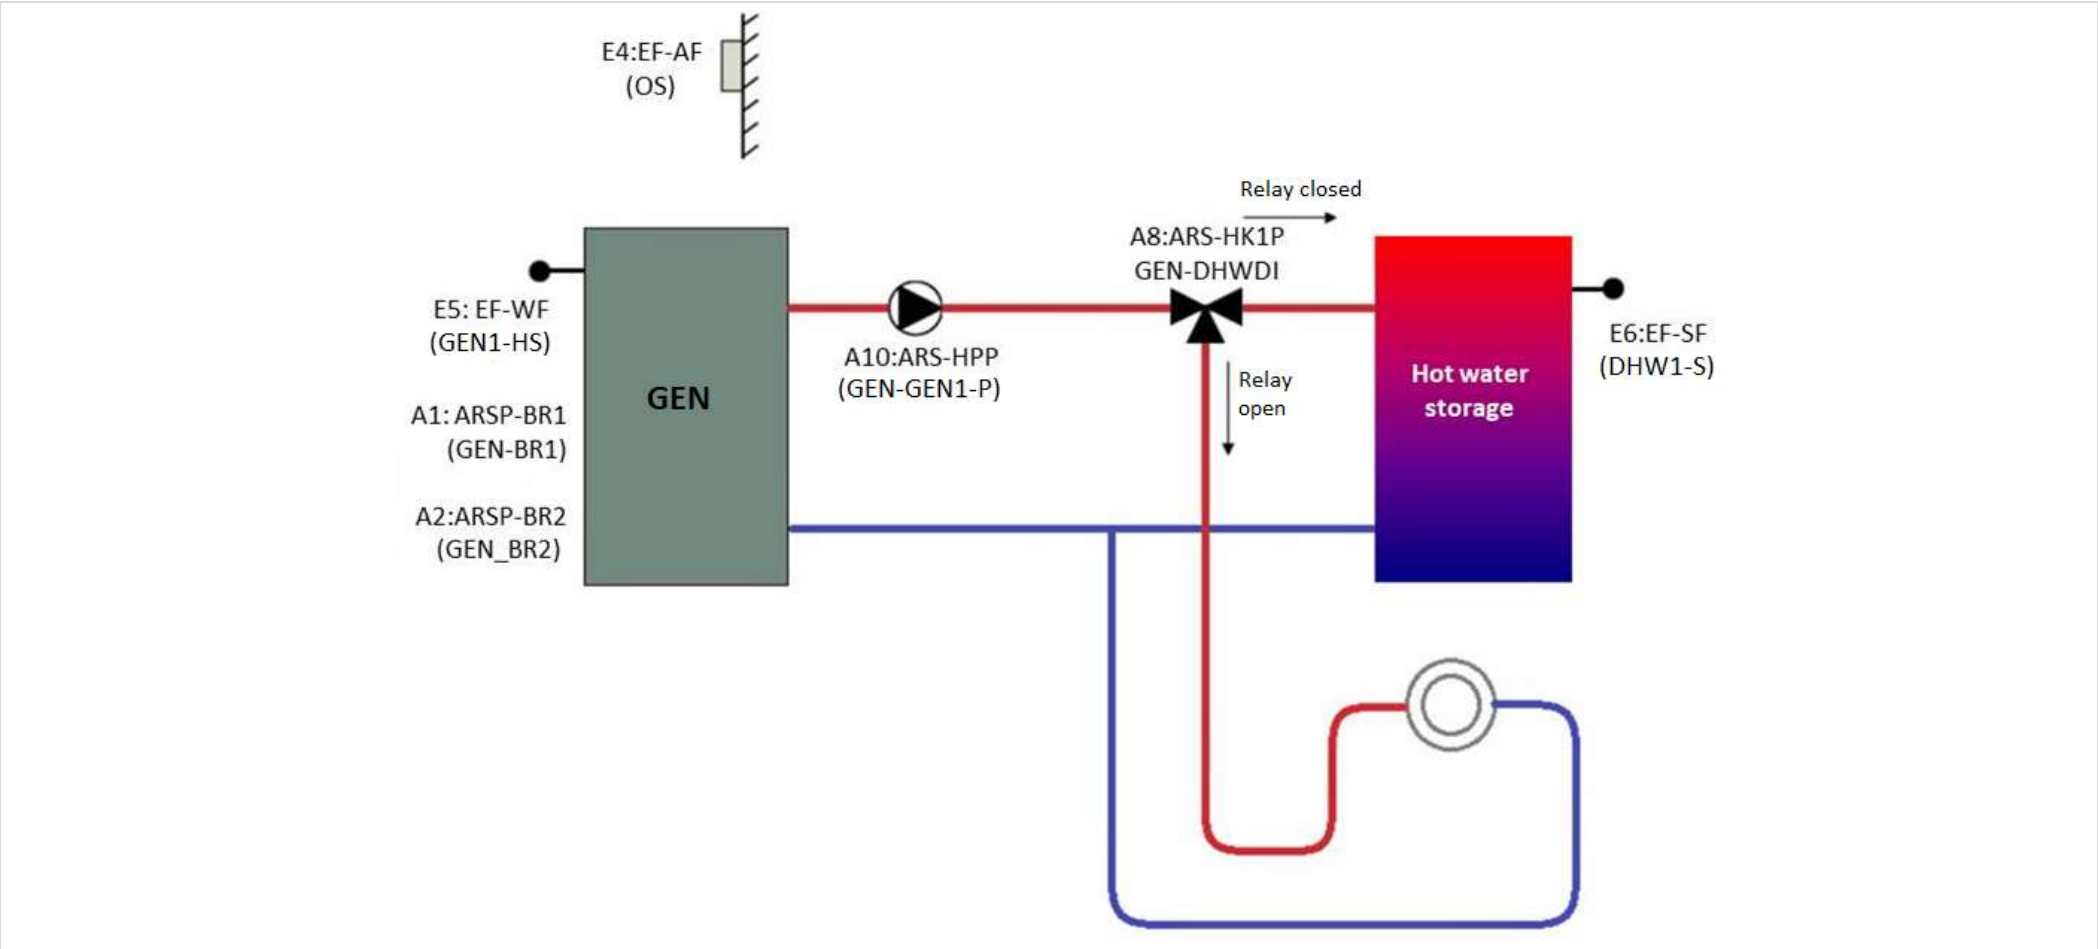 E4:EF-AF
(OS)
Relay closed
A8:ARS-HK1P
GEN-DHWDI
E5: EF-WF
(GEN1-HS)
A10:ARS-HPP
(GEN-GEN1-P)
E6:EF-SF
(DHW1-S)
Relay
open
Hot water
storage
GEN
A1: ARSP-BR1
(GEN-BR1)
A2:ARSP-BR2
(GEN_BR2)